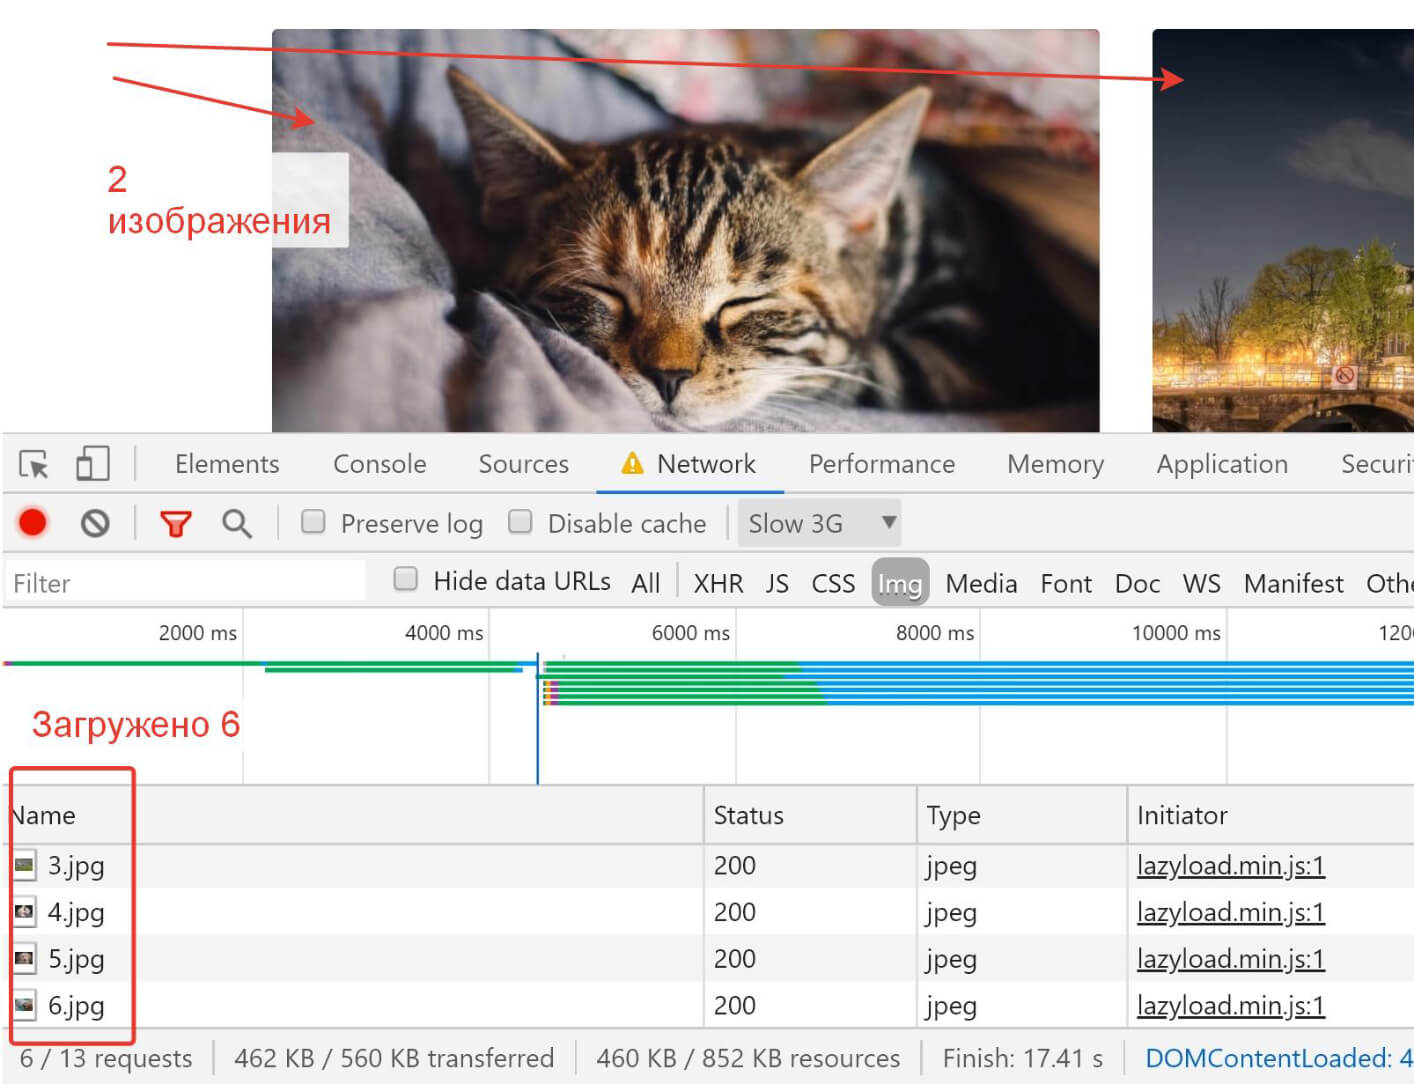 2
изображения
Elements Console Sources Network Performance Memory Application Securi
Preserve log Disable cache Slow 3G
Filter Hide data URLs All XHR JS CSS Img Media Font Doc WS Manifest Othe
2000 ms 4000 ms 6000 ms 8000 ms 10000 ms 1200
Загружено 6
Name Status Type Initiator
3.jpg 200 jpeg lazyload.min.js:1
4.jpg 200 jpeg lazyload.min.js:1
5.jpg 200 jpeg lazyload.min.js:1
6.jpg 200 jpeg lazyload.min.js:1
6 / 13 requests 462 KB / 560 KB transferred 460 KB / 852 KB resources Finish: 17.41 s DOMContentLoaded: 4